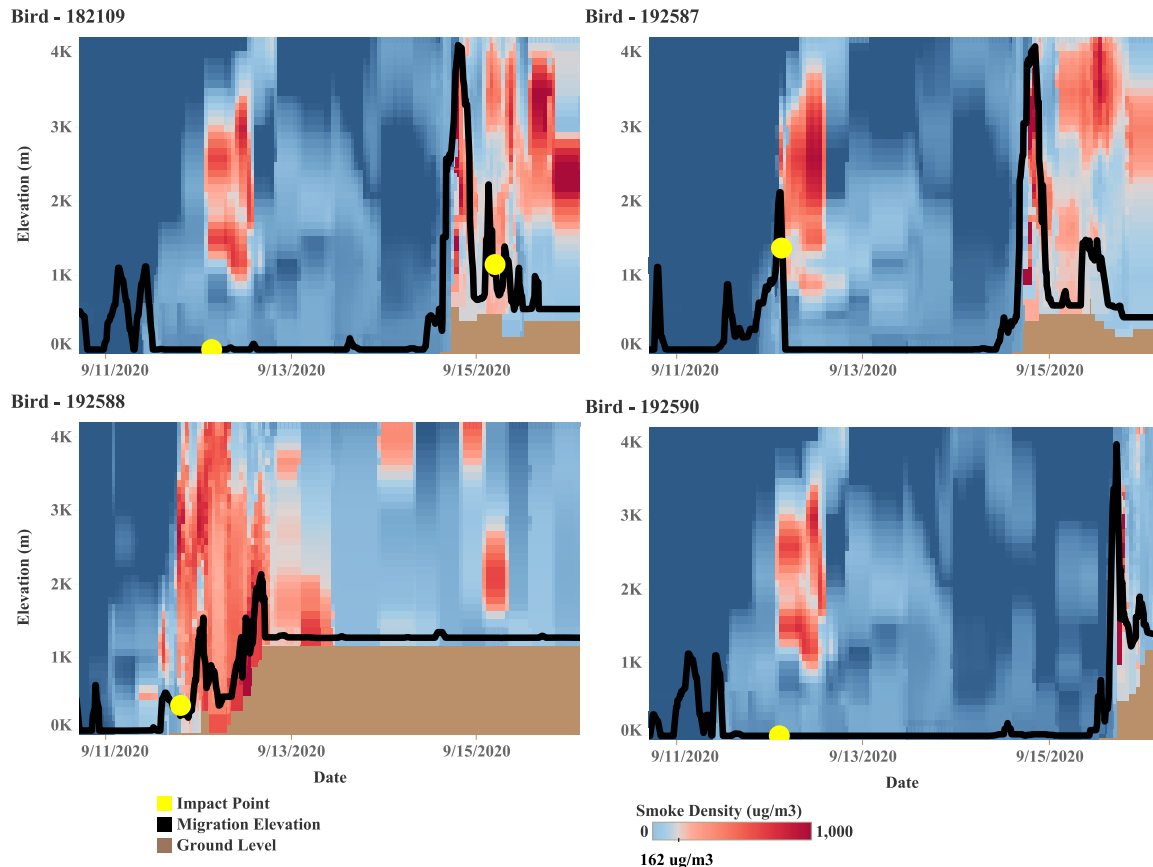 Bird - 182109
Bird - 192587
4K
3K
2K
1K
0K
Elevation (m)
9/11/2020
9/13/2020
9/15/2020
4K
3K
2K
1K
0K
9/11/2020
9/13/2020
9/15/2020
Bird - 192588
Bird - 192590
4K
3K
2K
1K
0K
Elevation (m)
9/11/2020
9/13/2020
9/15/2020
Date
4K
3K
2K
1K
0K
9/11/2020
9/13/2020
9/15/2020
Date
Impact Point
Migration Elevation
Ground Level
Smoke Density (ug/m3)
0
1,000
162 ug/m3